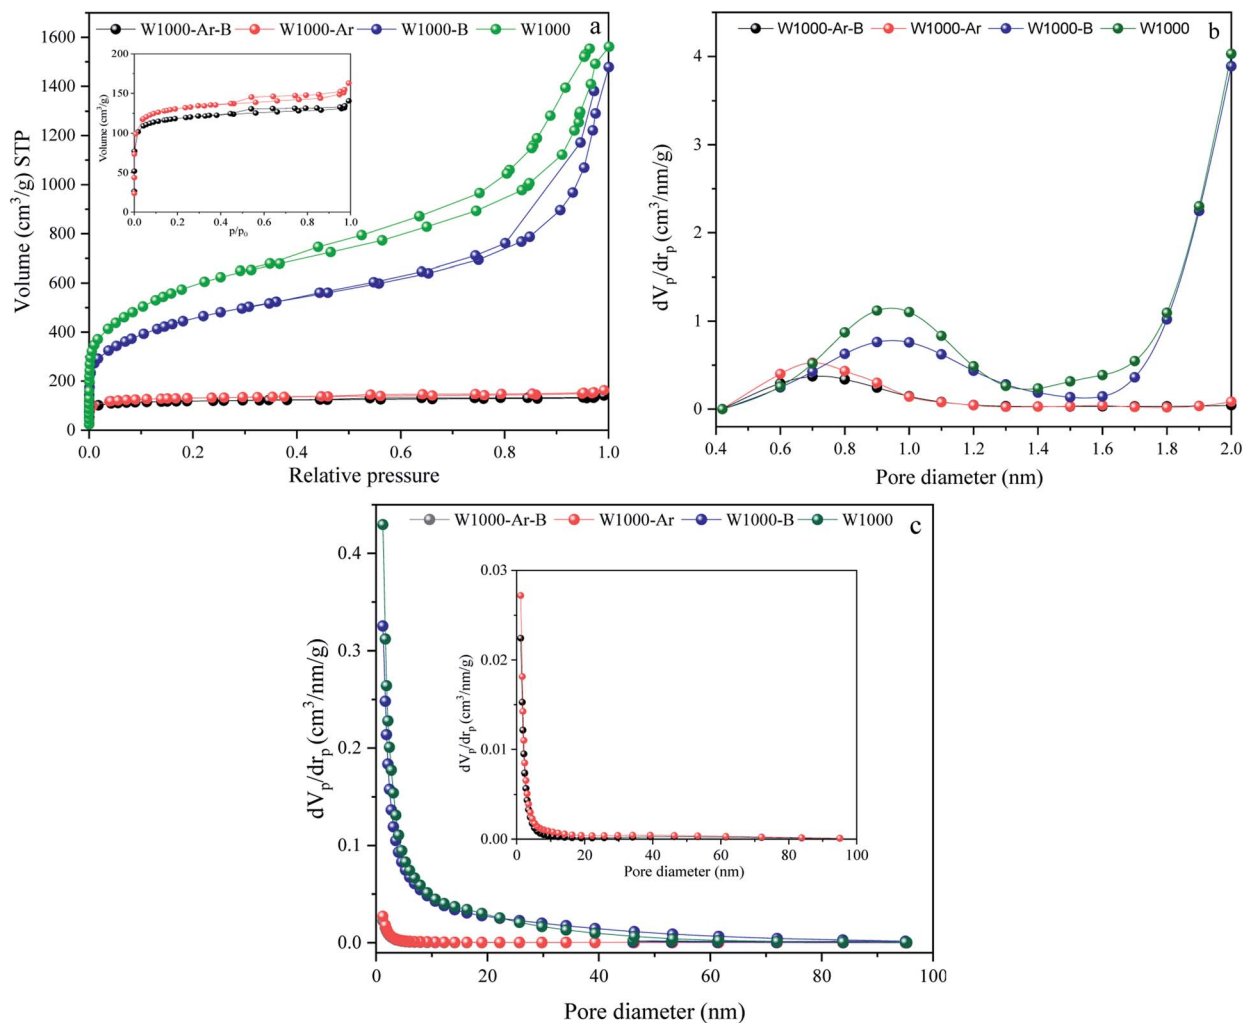 W1000-Ar-B W1000-Ar W1000-B W1000 a
Volume (cm³/g) STP
1600
1400
1200
1000
800
600
400
200
0
0.0 0.2 0.4 0.6 0.8 1.0
Relative pressure
Volume (cm³/g)
200
150
100
50
0
0.0 0.2 0.4 0.6 0.8 1.0
p/p₀
W1000-Ar-B W1000-Ar W1000-B W1000 b
dVₚ/drₚ (cm³/nm/g)
4
3
2
1
0
0.4 0.6 0.8 1.0 1.2 1.4 1.6 1.8 2.0
Pore diameter (nm)
W1000-Ar-B W1000-Ar W1000-B W1000 c
dVₚ/drₚ (cm³/nm/g)
0.4
0.3
0.2
0.1
0.0
0 20 40 60 80 100
Pore diameter (nm)
dVₚ/drₚ (cm³/nm/g)
0.03
0.02
0.01
0.00
0 20 40 60 80 100
Pore diameter (nm)